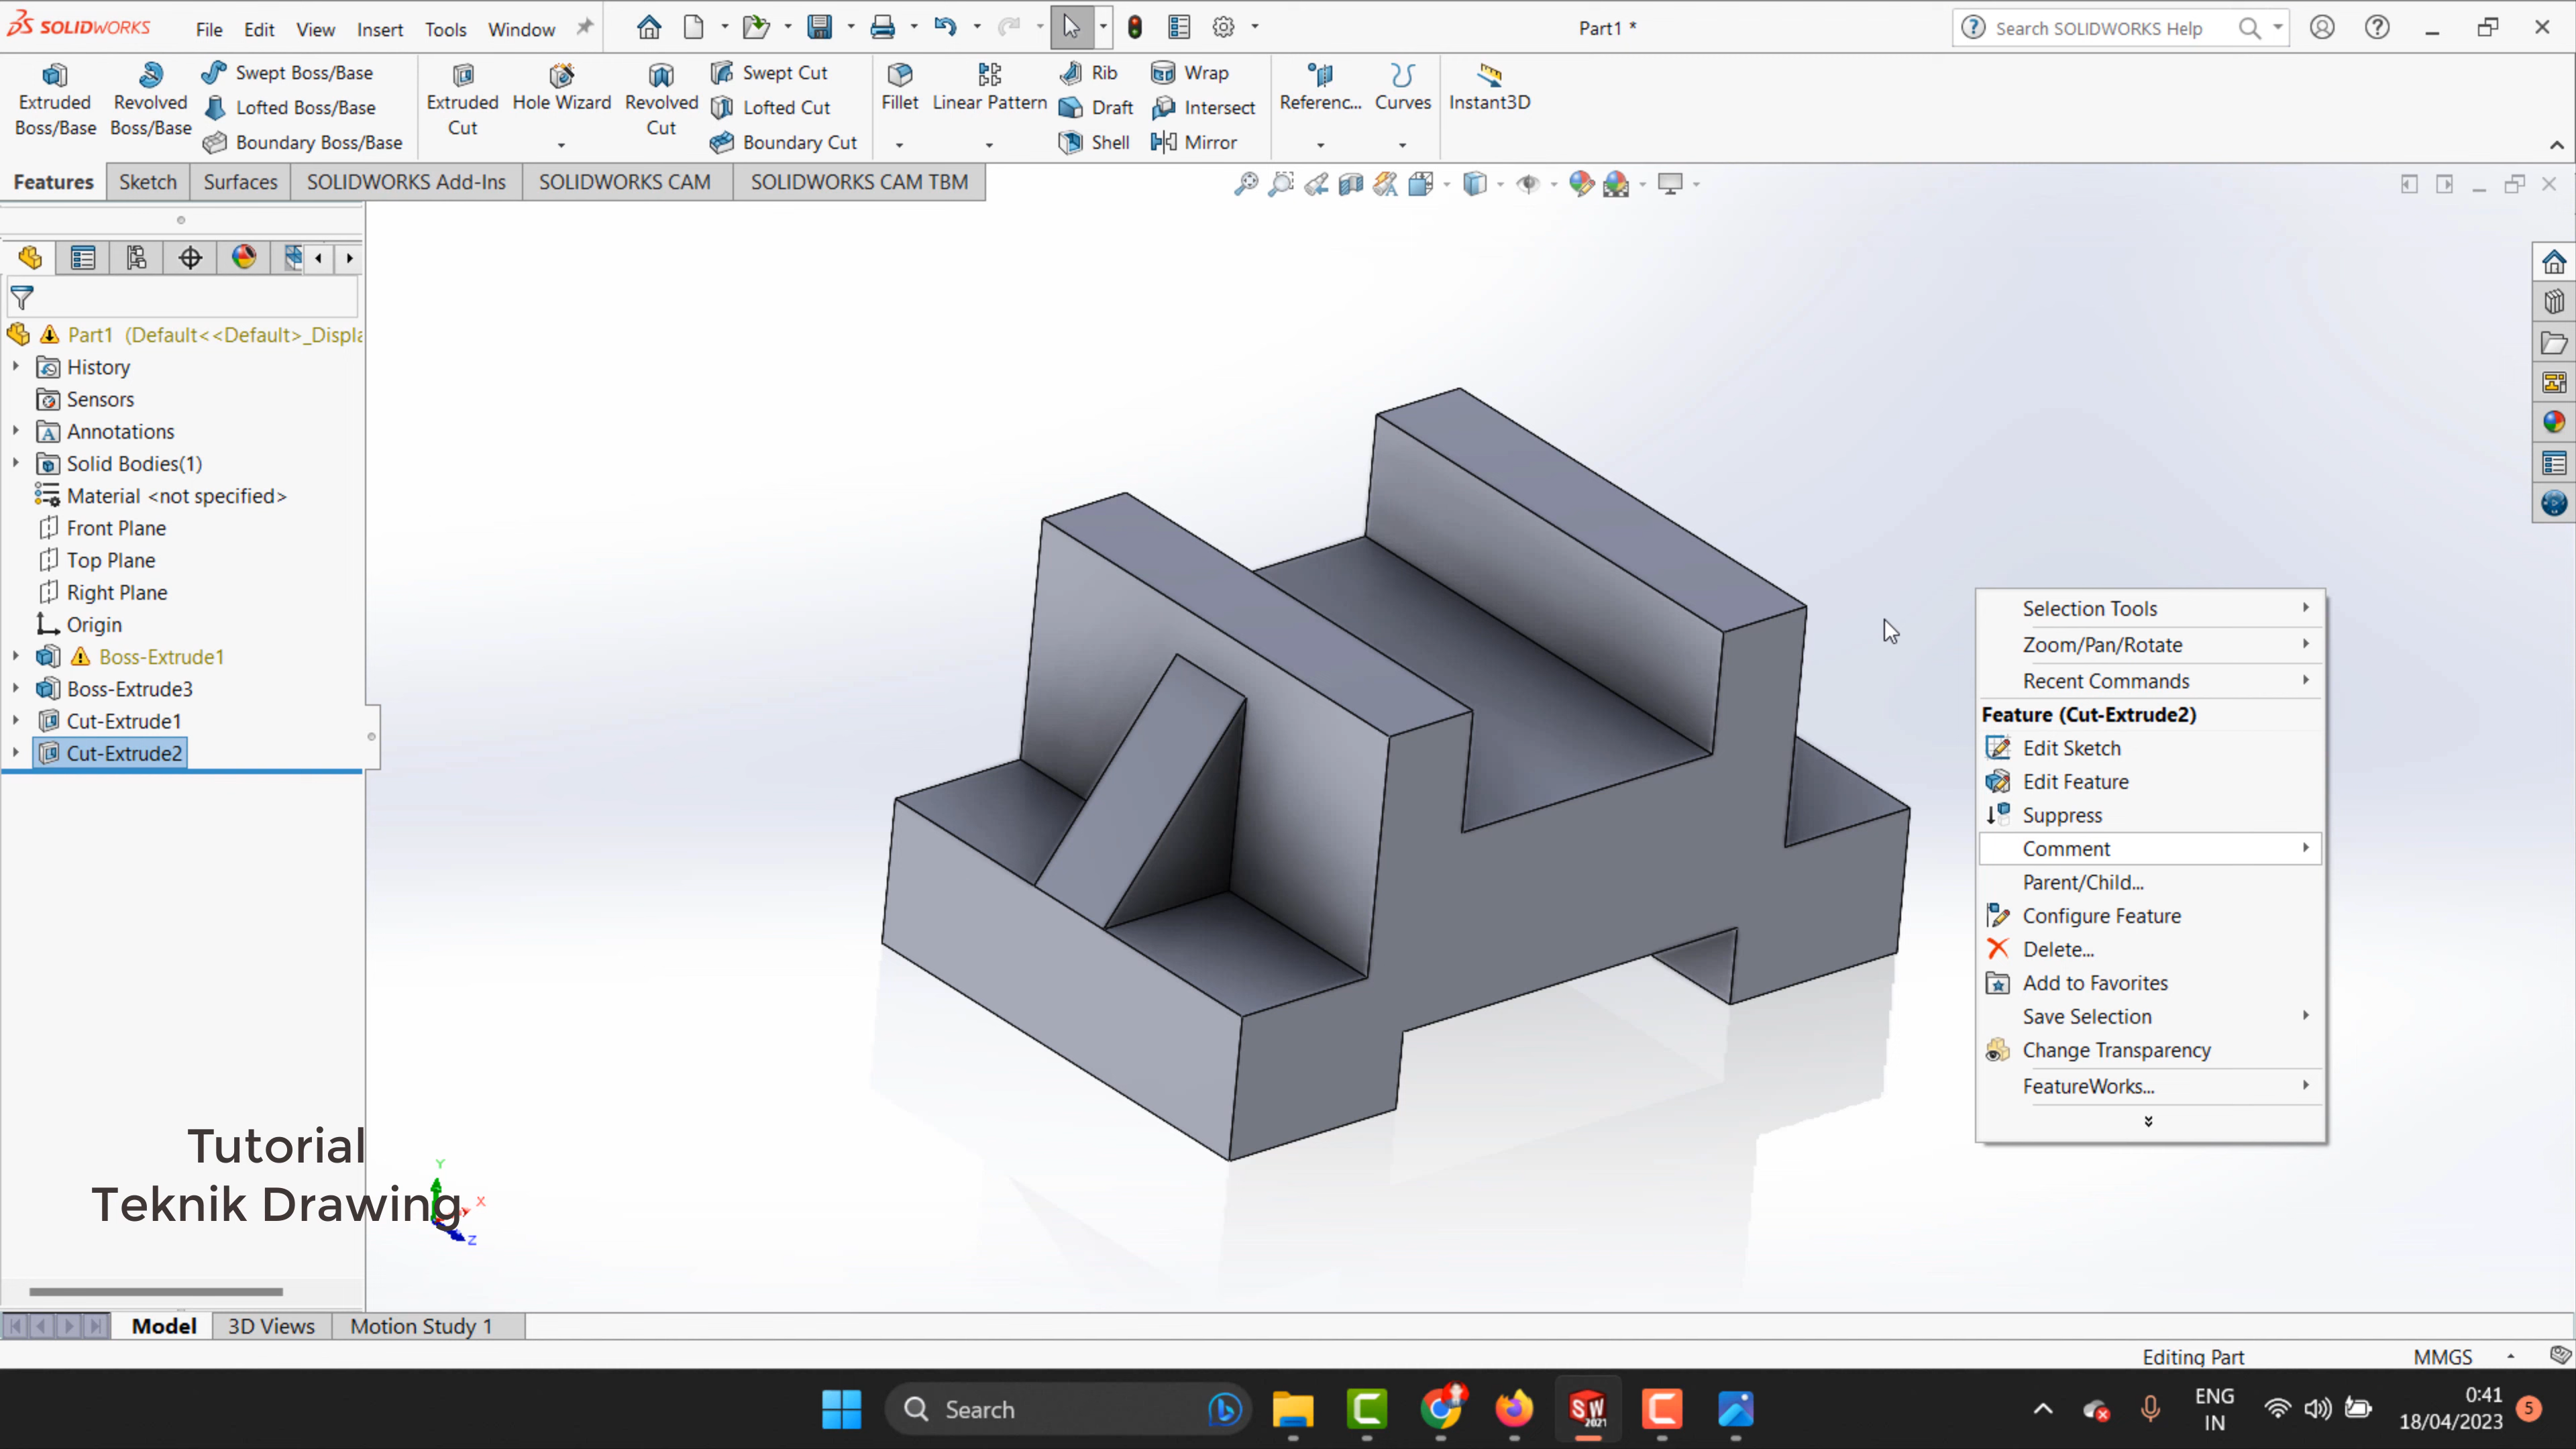 SOLIDWORKS File Edit View Insert Tools Window Part1 * Search SOLIDWORKS Help
Extruded Boss/Base
Revolved Boss/Base
Swept Boss/Base
Lofted Boss/Base
Boundary Boss/Base
Extruded Cut
Hole Wizard
Revolved Cut
Swept Cut
Lofted Cut
Boundary Cut
Fillet
Linear Pattern
Rib
Draft
Shell
Wrap
Intersect
Mirror
Referenc...
Curves
Instant3D
Features Sketch Surfaces SOLIDWORKS Add-Ins SOLIDWORKS CAM SOLIDWORKS CAM TBM
Part1 (Default<<Default>_Displa
History
Sensors
Annotations
Solid Bodies(1)
Material <not specified>
Front Plane
Top Plane
Right Plane
Origin
Boss-Extrude1
Boss-Extrude3
Cut-Extrude1
Cut-Extrude2
Selection Tools
Zoom/Pan/Rotate
Recent Commands
Feature (Cut-Extrude2)
Edit Sketch
Edit Feature
Suppress
Comment
Parent/Child...
Configure Feature
Delete...
Add to Favorites
Save Selection
Change Transparency
FeatureWorks...
Tutorial
Teknik Drawing
Y
X
Z
Model 3D Views Motion Study 1
Editing Part MMGS
Search
SW
2021
ENG
IN
0:41
18/04/2023
5